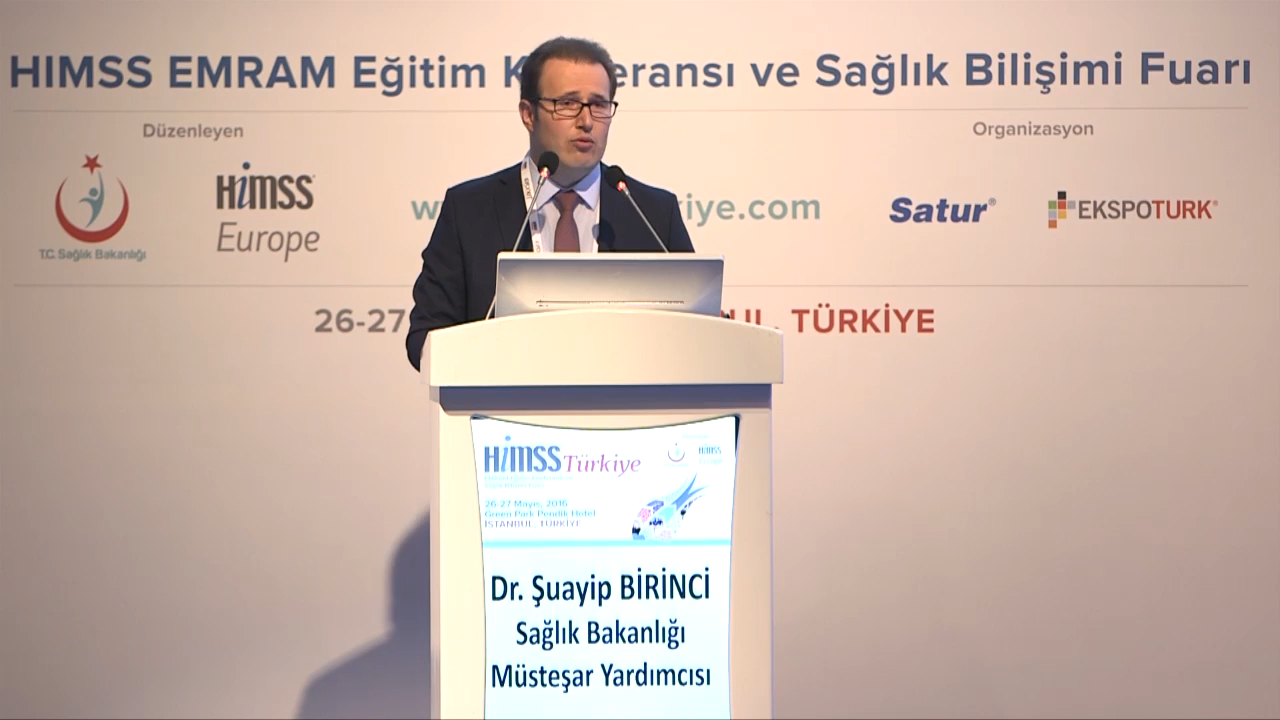 HIMSS EMRAM Eğitim K eransı ve Sağlık Bilişimi Fuarı
Düzenleyen
Organizasyon
T.C. Sağlık Bakanlığı
HiMSS
Europe
www
rkiye.com
Satur
EKSPOTURK
26-27
UL, TÜRKİYE
HiMSS Türkiye
26-27 Mayıs, 2016
Green Park Pendik Hotel
İSTANBUL, TÜRKİYE
Dr. Şuayip BİRİNCİ
Sağlık Bakanlığı
Müsteşar Yardımcısı